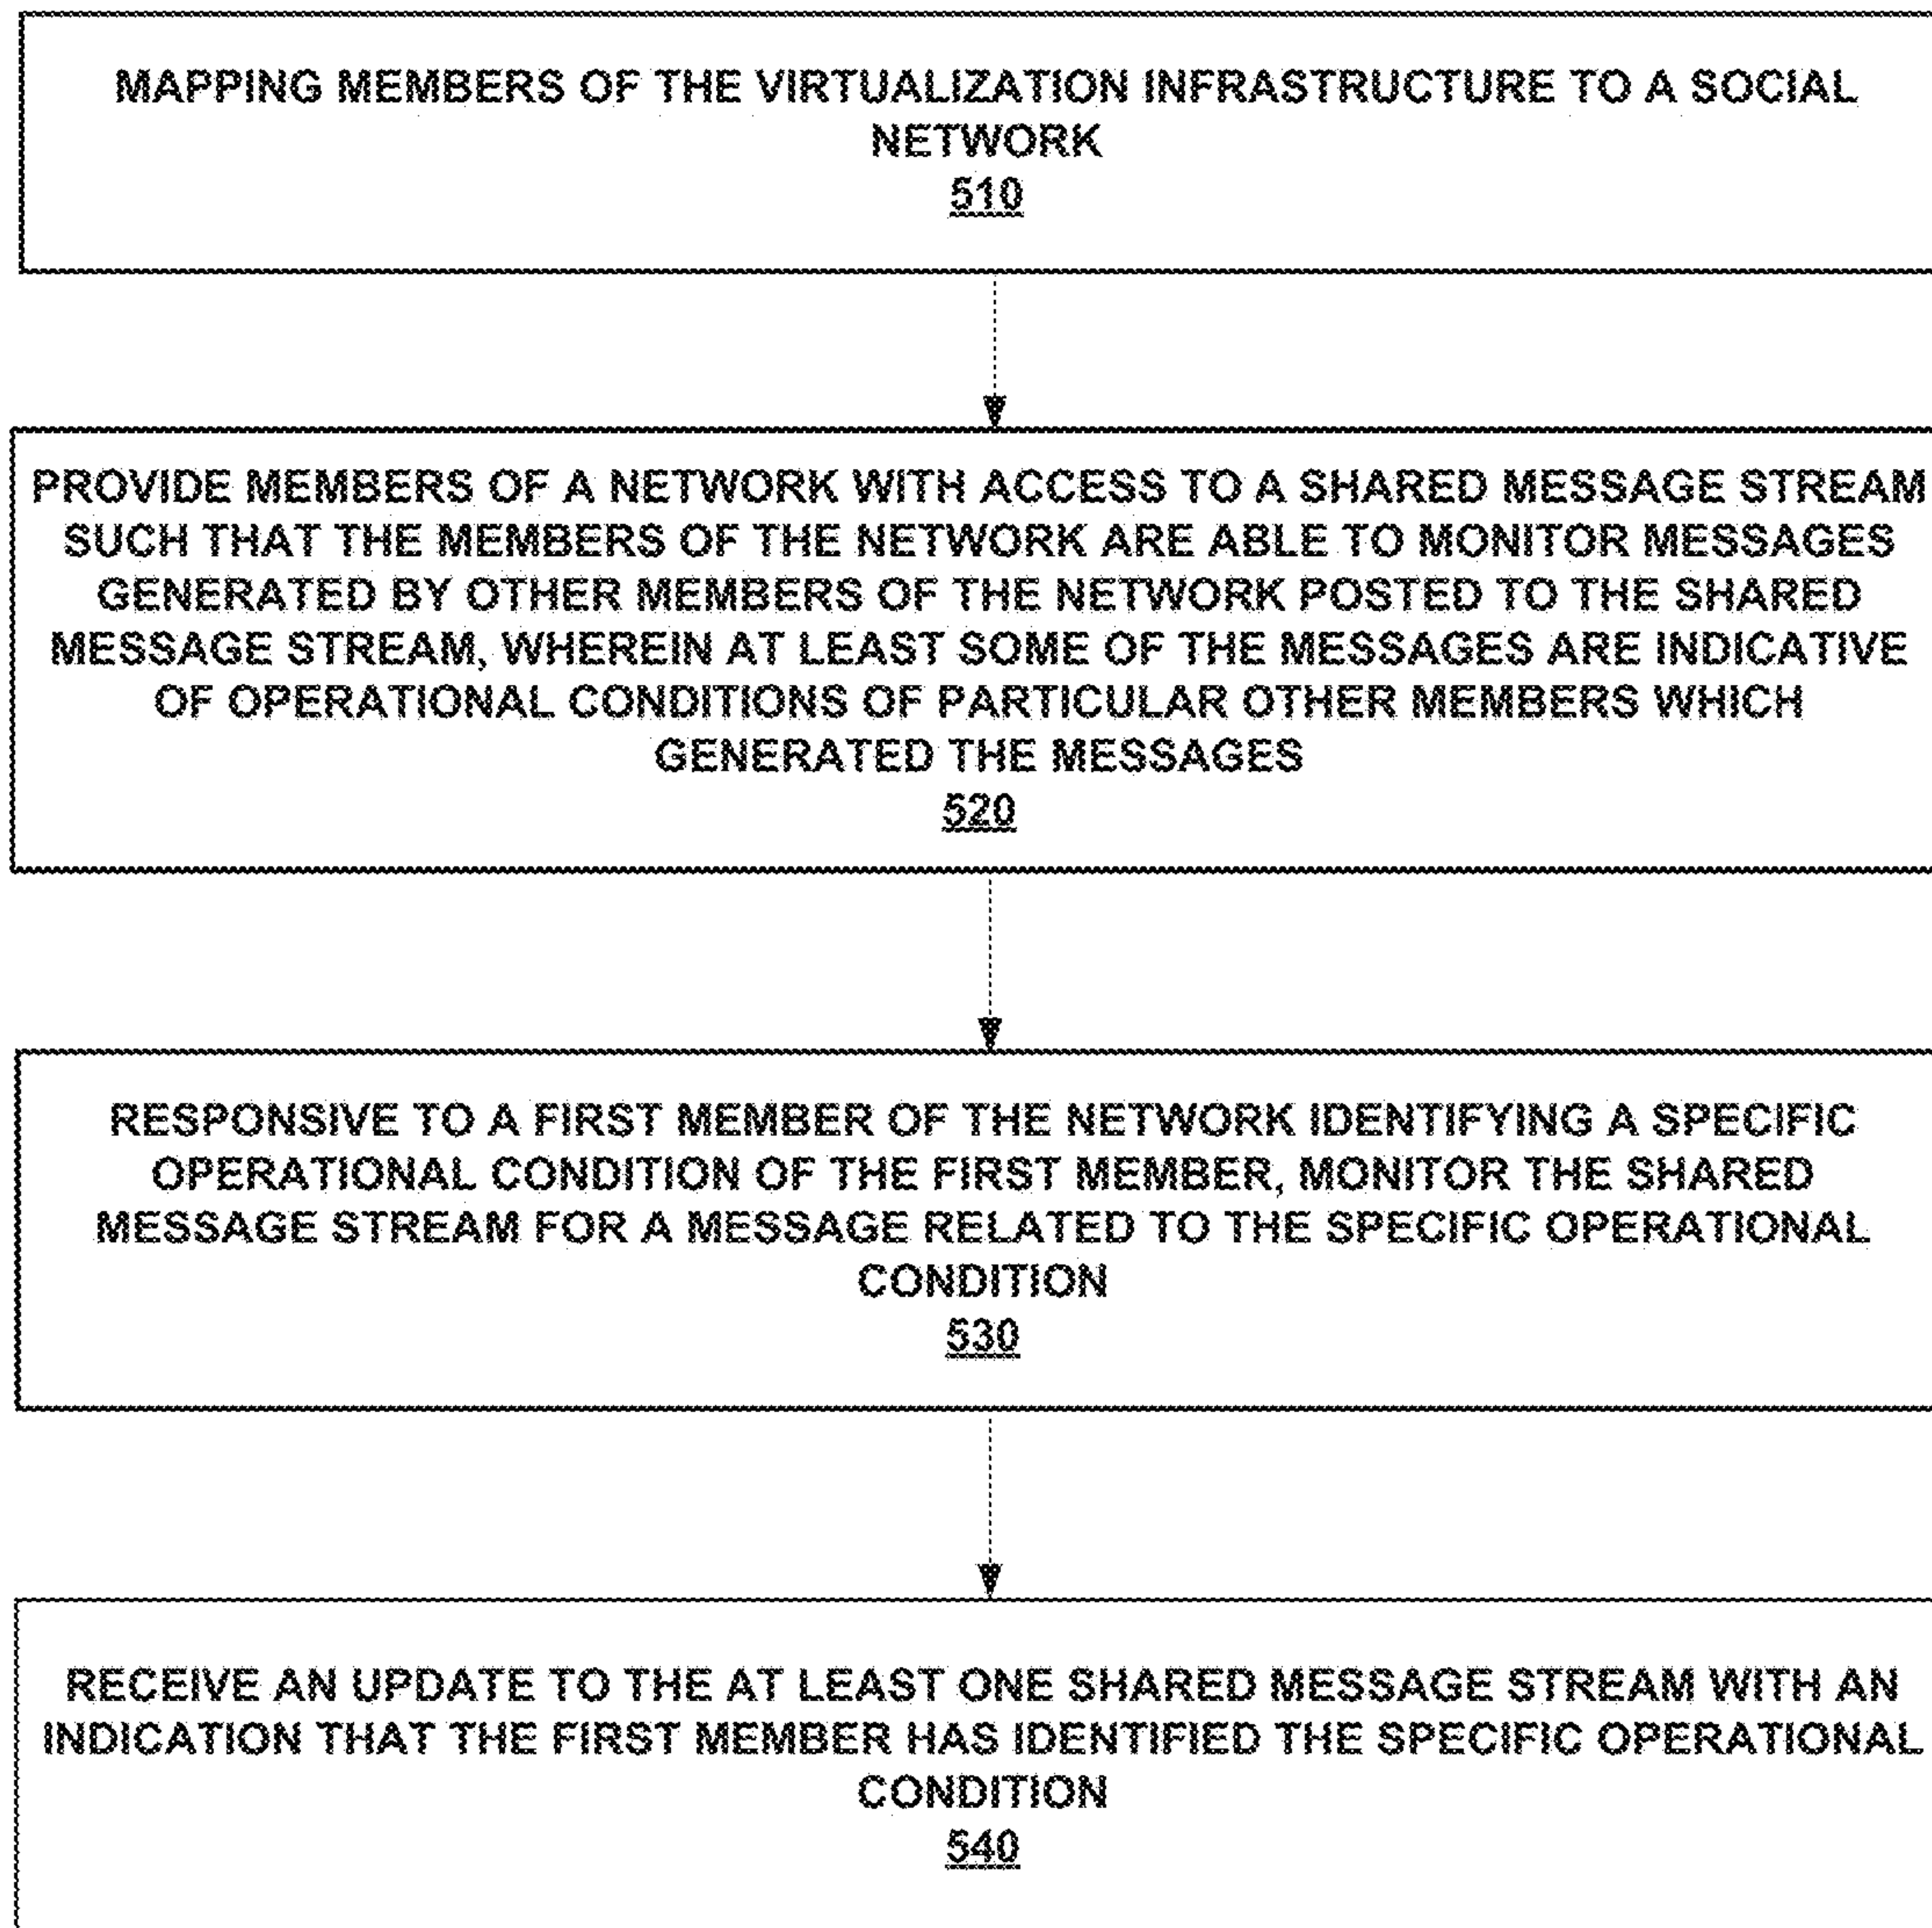 MAPPING MEMBERS OF THE VIRTUALIZATION INFRASTRUCTURE TO A SOCIAL
NETWORK
510
PROVIDE MEMBERS OF A NETWORK WITH ACCESS TO A SHARED MESSAGE STREAM
SUCH THAT THE MEMBERS OF THE NETWORK ARE ABLE TO MONITOR MESSAGES
GENERATED BY OTHER MEMBERS OF THE NETWORK POSTED TO THE SHARED
MESSAGE STREAM, WHEREIN AT LEAST SOME OF THE MESSAGES ARE INDICATIVE
OF OPERATIONAL CONDITIONS OF PARTICULAR OTHER MEMBERS WHICH
GENERATED THE MESSAGES
520
RESPONSIVE TO A FIRST MEMBER OF THE NETWORK IDENTIFYING A SPECIFIC
OPERATIONAL CONDITION OF THE FIRST MEMBER, MONITOR THE SHARED
MESSAGE STREAM FOR A MESSAGE RELATED TO THE SPECIFIC OPERATIONAL
CONDITION
530
RECEIVE AN UPDATE TO THE AT LEAST ONE SHARED MESSAGE STREAM WITH AN
INDICATION THAT THE FIRST MEMBER HAS IDENTIFIED THE SPECIFIC OPERATIONAL
CONDITION
540